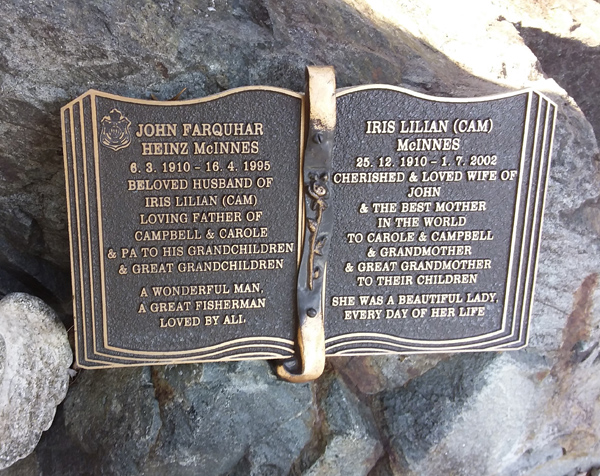 JOHN FARQUHAR
HEINZ McINNES
6. 3. 1910 - 16. 4. 1995
BELOVED HUSBAND OF
IRIS LILIAN (CAM)
LOVING FATHER OF
CAMPBELL & CAROLE
& PA TO HIS GRANDCHILDREN
& GREAT GRANDCHILDREN
A WONDERFUL MAN,
A GREAT FISHERMAN
LOVED BY ALL
IRIS LILIAN (CAM)
McINNES
25. 12. 1910 - 1. 7. 2002
CHERISHED & LOVED WIFE OF
JOHN
& THE BEST MOTHER
IN THE WORLD
TO CAROLE & CAMPBELL
& GRANDMOTHER
& GREAT GRANDMOTHER
TO THEIR CHILDREN
SHE WAS A BEAUTIFUL LADY,
EVERY DAY OF HER LIFE